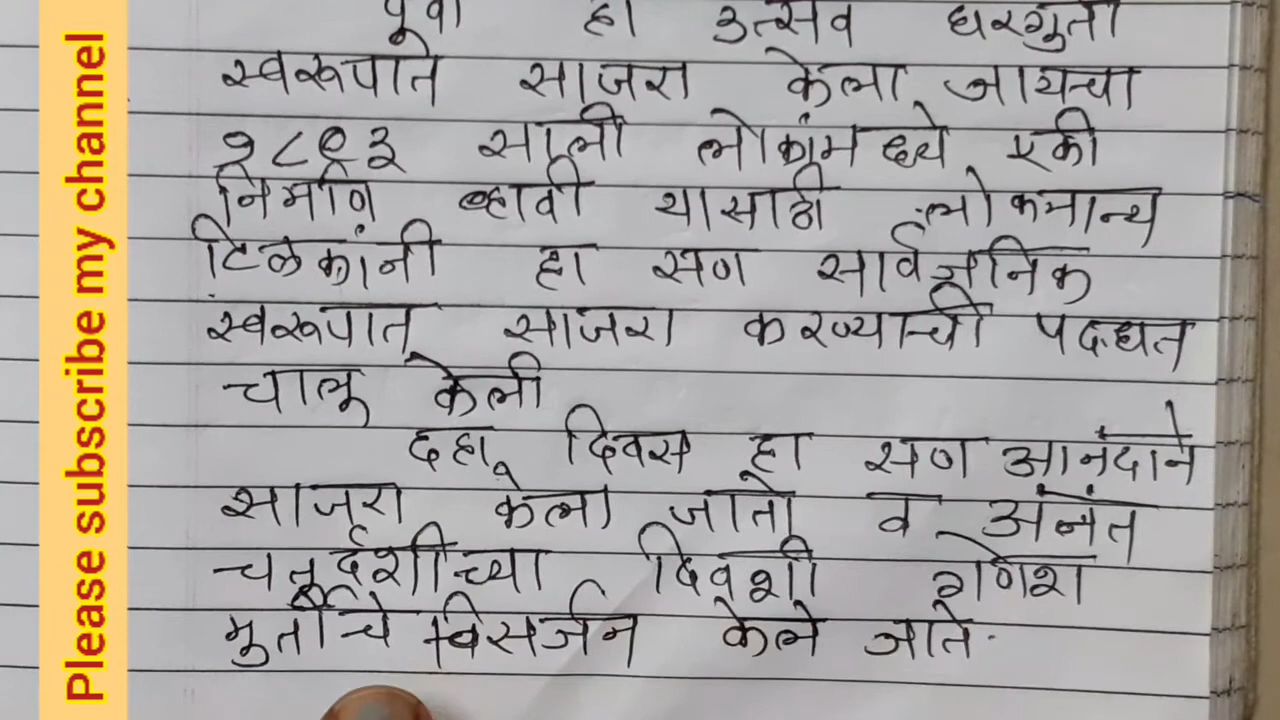 Please subscribe my channel
पूर्वी हा उत्सव घरगुती
स्वरूपात साजरा केला जायचा
१८९३ साली लोकांमध्ये एकी
निर्माण व्हावी यासाठी लोकमान्य
टिळकांनी हा सण सार्वजनिक
स्वरूपात साजरा करण्याची पद्धत
चालू केली
दहा दिवस हा सण आनंदाने
साजरा केला जातो व अनंत
चतुर्दशीच्या दिवशी गणेश
मुर्तीचे विसर्जन केले जाते.